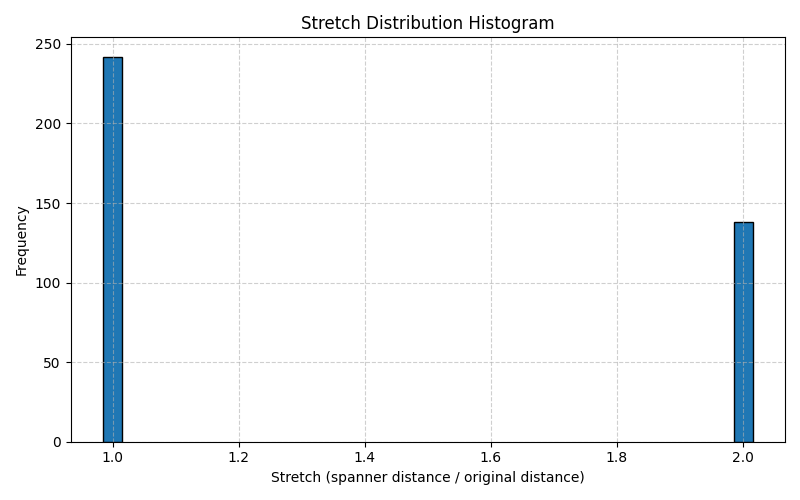 Stretch Distribution Histogram
250
200
150
100
50
0
Frequency
1.0 1.2 1.4 1.6 1.8 2.0
Stretch (spanner distance / original distance)